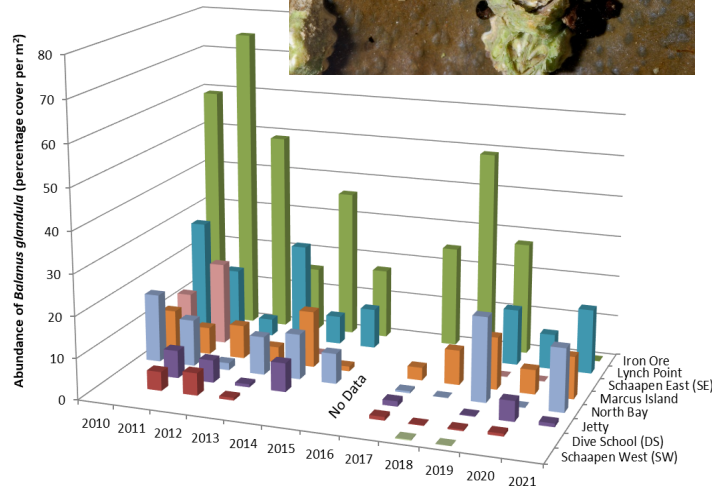 Abundance of Balanus glandula (percentage cover per m²)
80
70
60
50
40
30
20
10
0
No Data
2010
2011
2012
2013
2014
2015
2016
2017
2018
2019
2020
2021
Iron Ore
Lynch Point
Schaapen East (SE)
Marcus Island
North Bay
Jetty
Dive School (DS)
Schaapen West (SW)